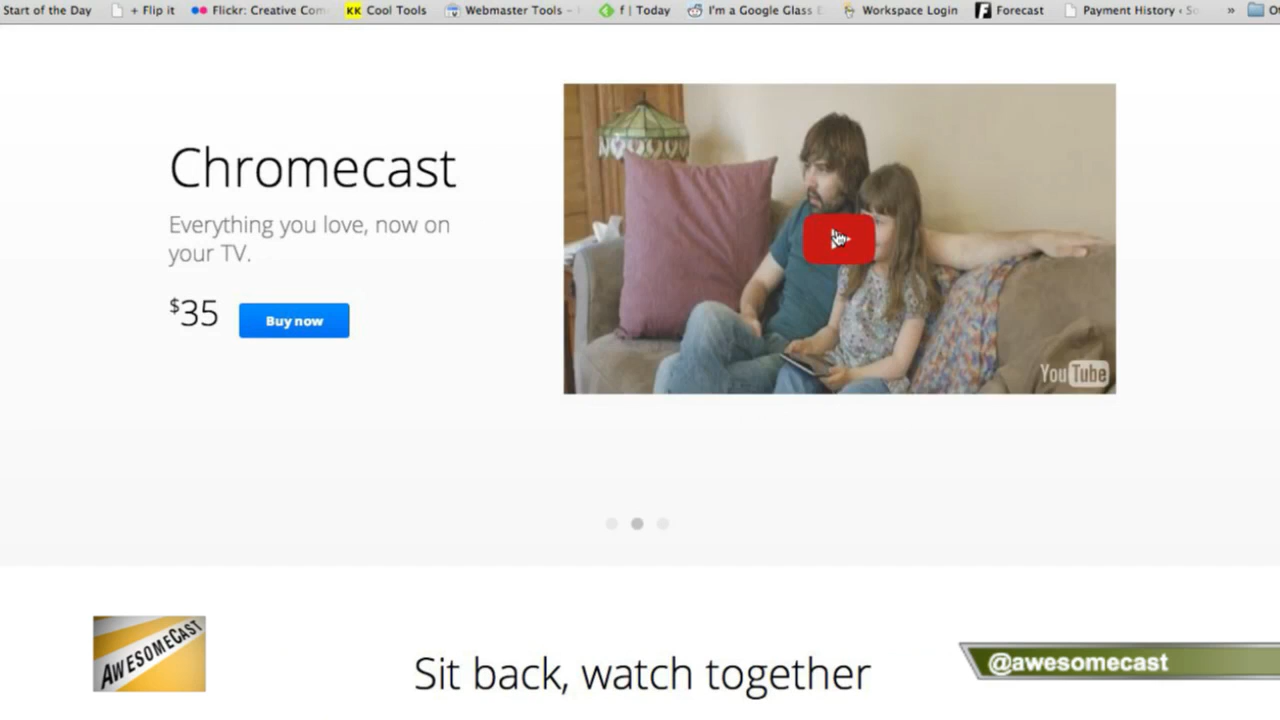 Start of the Day
+ Flip it
Flickr: Creative Com
KK Cool Tools
Webmaster Tools -
f | Today
I'm a Google Glass E
Workspace Login
F Forecast
Payment History ‹ So
»
Chromecast
Everything you love, now on
your TV.
$35
Buy now
YouTube
AWESOMECAST
Sit back, watch together
@awesomecast